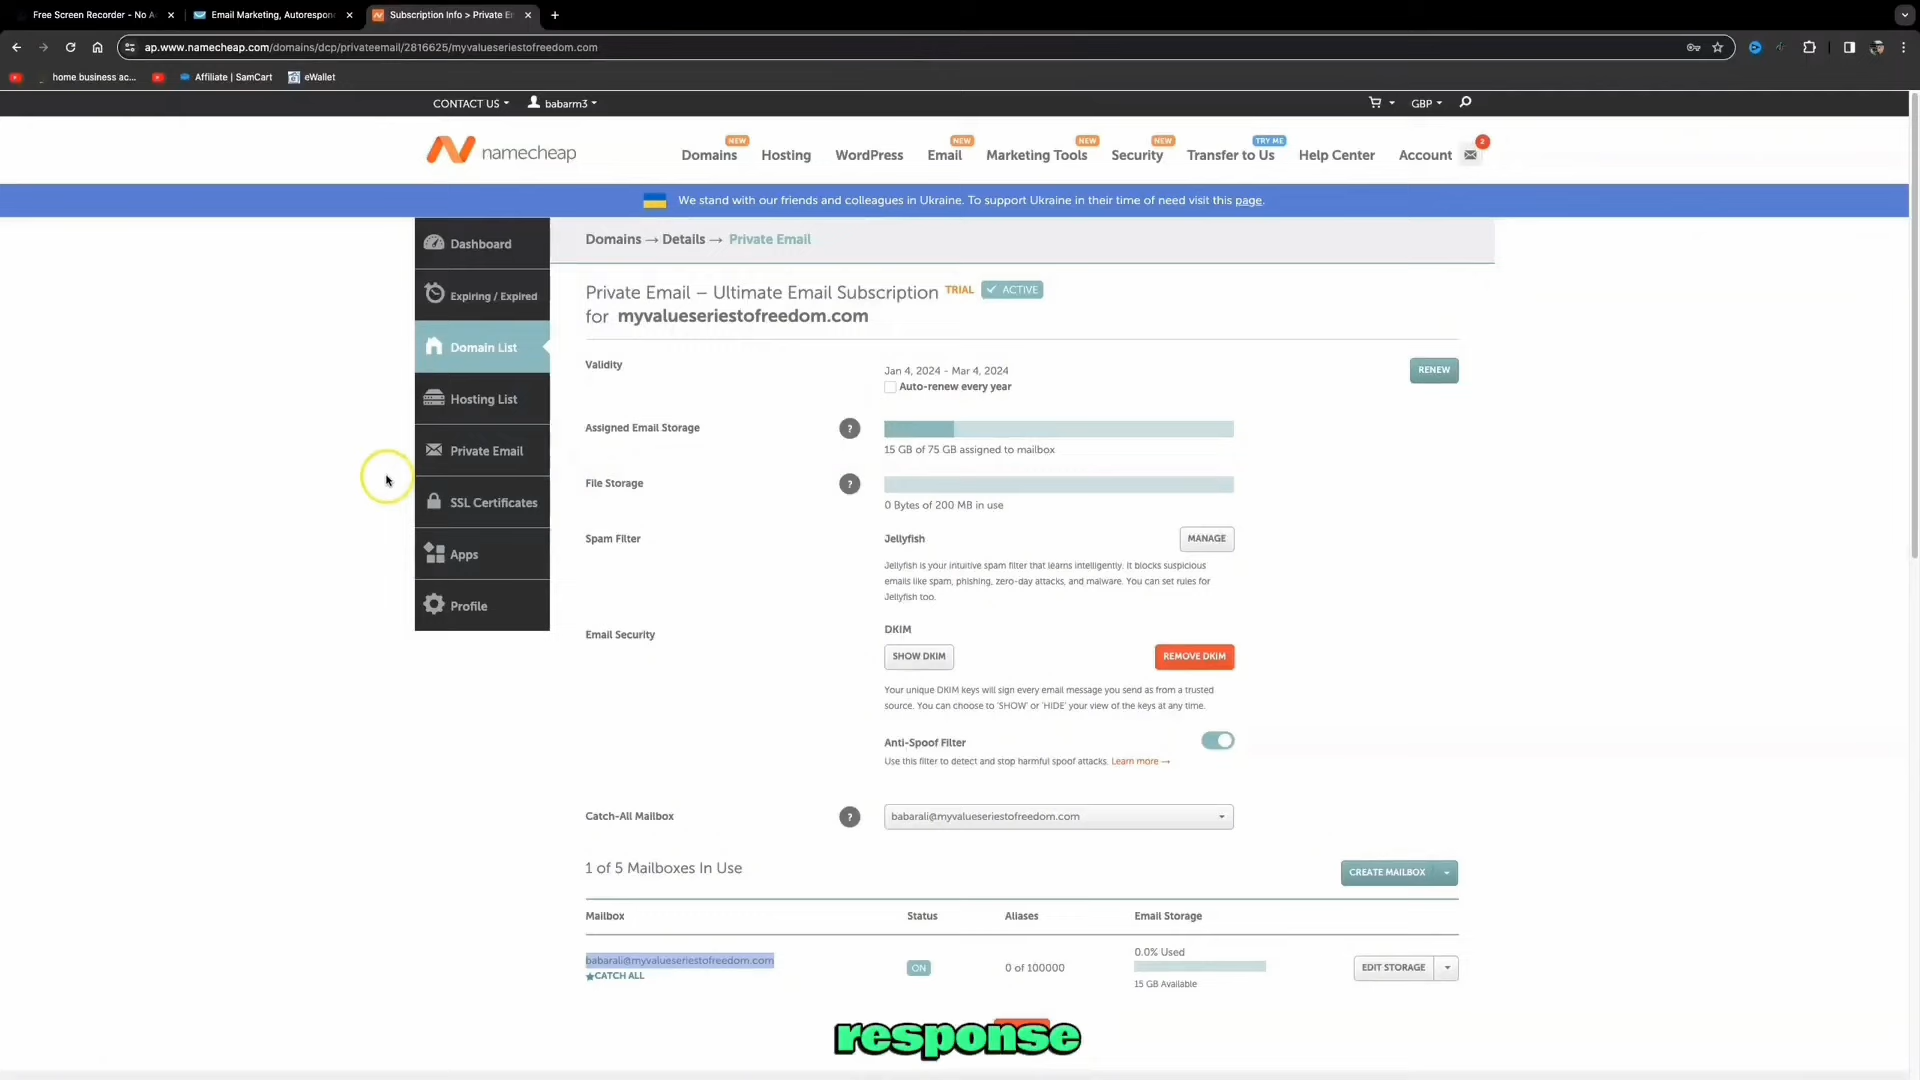 Free Screen Recorder - No A
Email Marketing, Autorespon
Subscription Info > Private E
ap.www.namecheap.com/domains/dcp/privateemail/2816625/myvalueseriestofreedom.com
home business ac...
Affiliate | SamCart
eWallet
CONTACT US
babarm3
GBP
namecheap
NEW
Domains
Hosting
WordPress
NEW
Email
NEW
Marketing Tools
NEW
Security
TRY ME
Transfer to Us
Help Center
Account
2
We stand with our friends and colleagues in Ukraine. To support Ukraine in their time of need visit this page.
Dashboard
Expiring / Expired
Domain List
Hosting List
Private Email
SSL Certificates
Apps
Profile
Domains → Details → Private Email
Private Email – Ultimate Email Subscription TRIAL ACTIVE
for myvalueseriestofreedom.com
Validity
Jan 4, 2024 - Mar 4, 2024
Auto-renew every year
RENEW
Assigned Email Storage
?
15 GB of 75 GB assigned to mailbox
File Storage
?
0 Bytes of 200 MB in use
Spam Filter
Jellyfish
MANAGE
Jellyfish is your intuitive spam filter that learns intelligently. It blocks suspicious
emails like spam, phishing, zero-day attacks, and malware. You can set rules for
Jellyfish too.
Email Security
DKIM
SHOW DKIM
REMOVE DKIM
Your unique DKIM keys will sign every email message you send as from a trusted
source. You can choose to 'SHOW' or 'HIDE' your view of the keys at any time.
Anti-Spoof Filter
Use this filter to detect and stop harmful spoof attacks. Learn more →
Catch-All Mailbox
?
babarali@myvalueseriestofreedom.com
1 of 5 Mailboxes In Use
CREATE MAILBOX
Mailbox
Status
Aliases
Email Storage
babarali@myvalueseriestofreedom.com
CATCH ALL
ON
0 of 100000
0.0% Used
15 GB Available
EDIT STORAGE
response